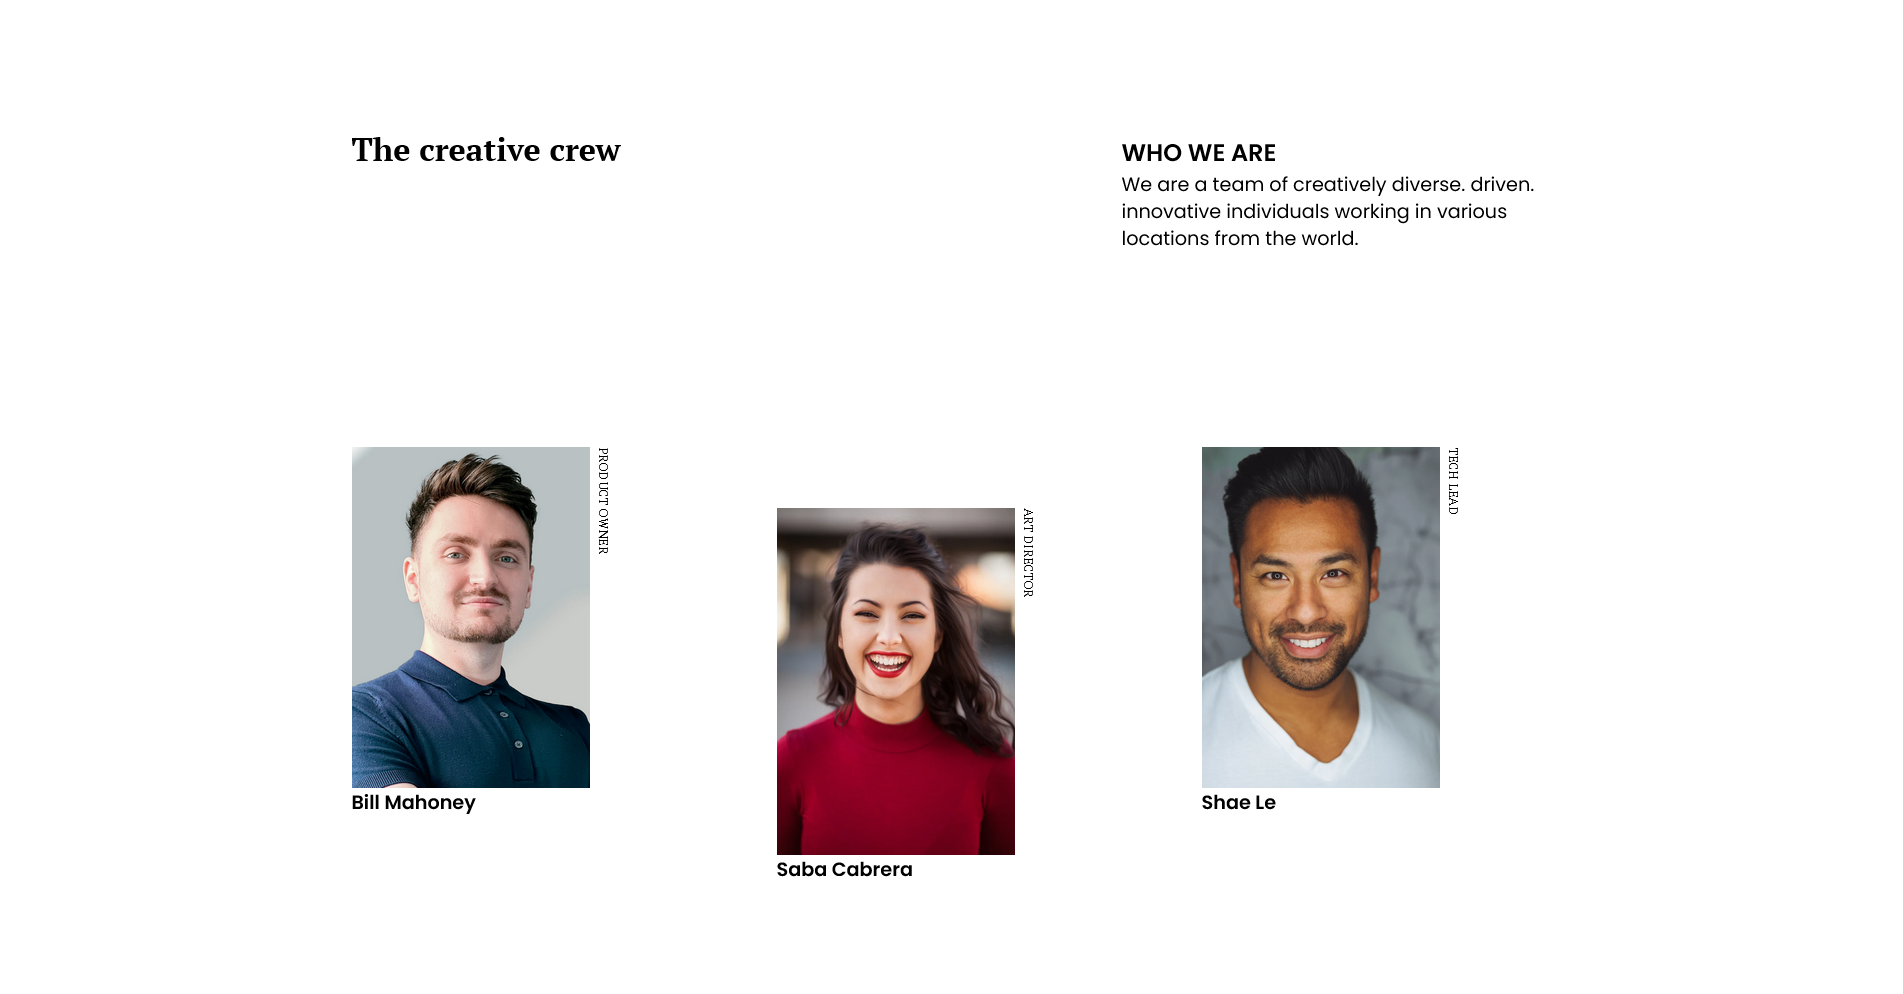 The creative crew
WHO WE ARE
We are a team of creatively diverse. driven.
innovative individuals working in various
locations from the world.
PRODUCT OWNER
Bill Mahoney
ART DIRECTOR
Saba Cabrera
TECH LEAD
Shae Le